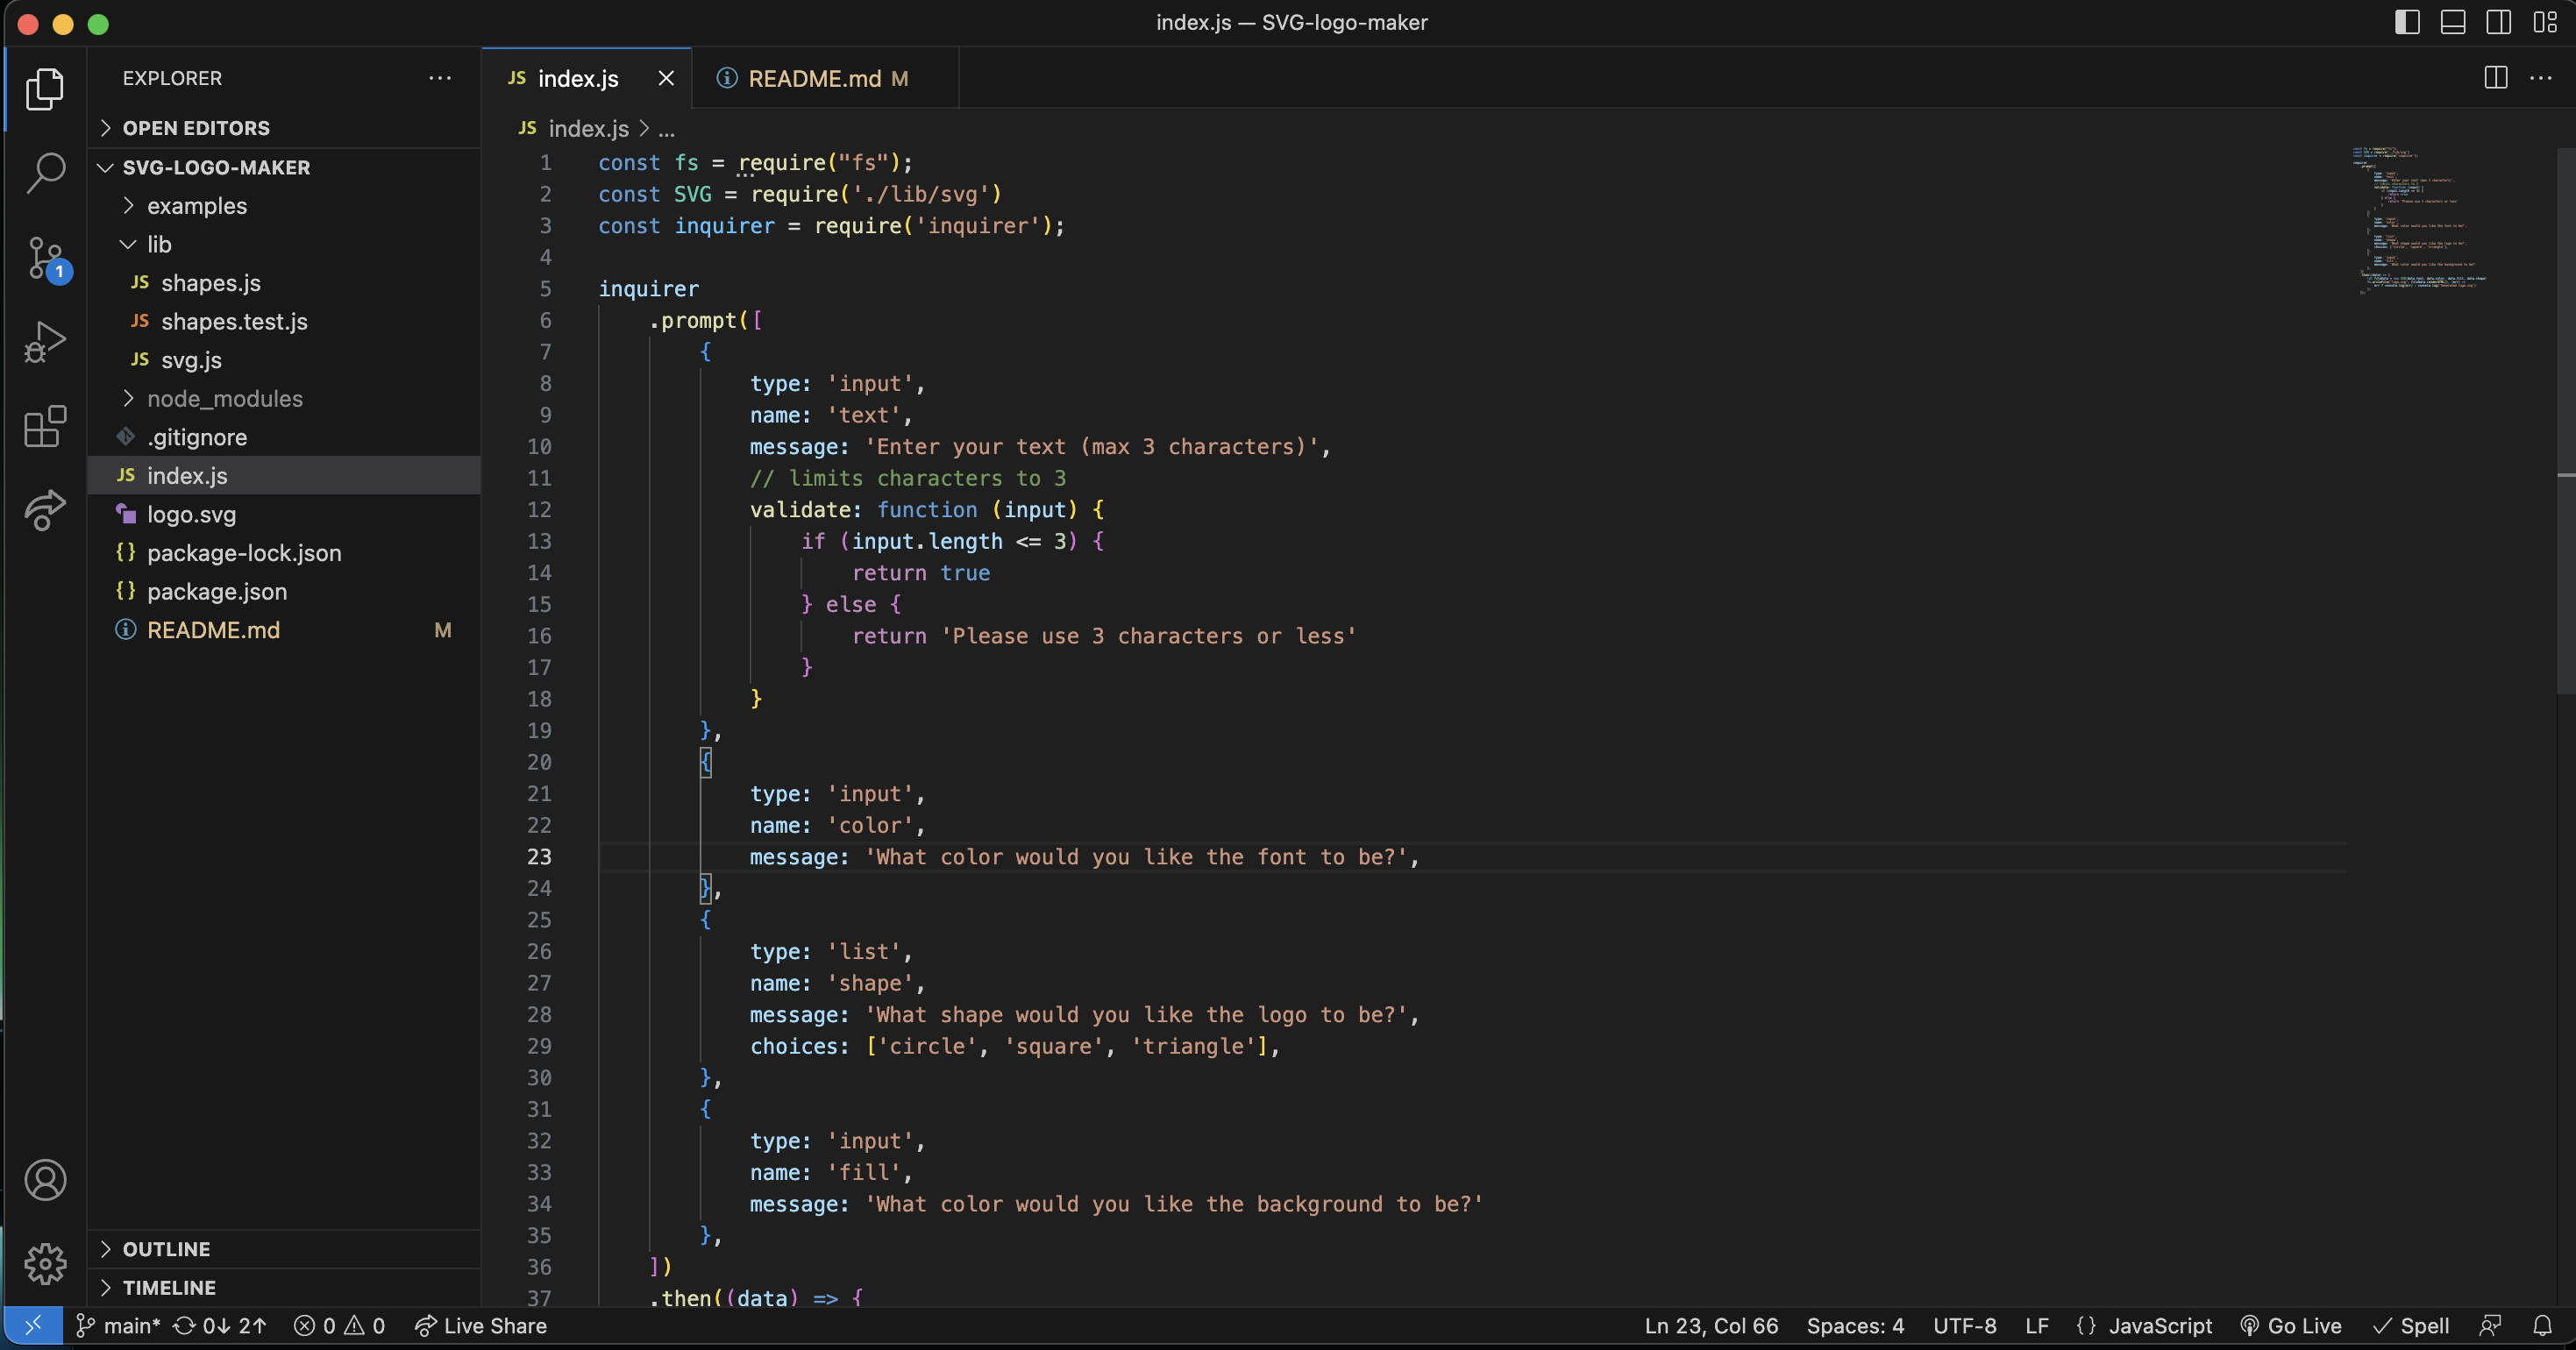 index.js — SVG-logo-maker
EXPLORER
OPEN EDITORS
SVG-LOGO-MAKER
examples
lib
JS shapes.js
JS shapes.test.js
JS svg.js
node_modules
.gitignore
JS index.js
logo.svg
{} package-lock.json
{} package.json
README.md M
OUTLINE
TIMELINE
1
JS index.js
README.md M
JS index.js > ...
1 const fs = require("fs");
2 const SVG = require('./lib/svg')
3 const inquirer = require('inquirer');
4
5 inquirer
6 .prompt([
7 {
8 type: 'input',
9 name: 'text',
10 message: 'Enter your text (max 3 characters)',
11 // limits characters to 3
12 validate: function (input) {
13 if (input.length <= 3) {
14 return true
15 } else {
16 return 'Please use 3 characters or less'
17 }
18 }
19 },
20 {
21 type: 'input',
22 name: 'color',
23 message: 'What color would you like the font to be?',
24 },
25 {
26 type: 'list',
27 name: 'shape',
28 message: 'What shape would you like the logo to be?',
29 choices: ['circle', 'square', 'triangle'],
30 },
31 {
32 type: 'input',
33 name: 'fill',
34 message: 'What color would you like the background to be?'
35 },
36 ])
37 .then((data) => {
main* 0↓ 2↑ 0 0 Live Share
Ln 23, Col 66 Spaces: 4 UTF-8 LF {} JavaScript Go Live Spell